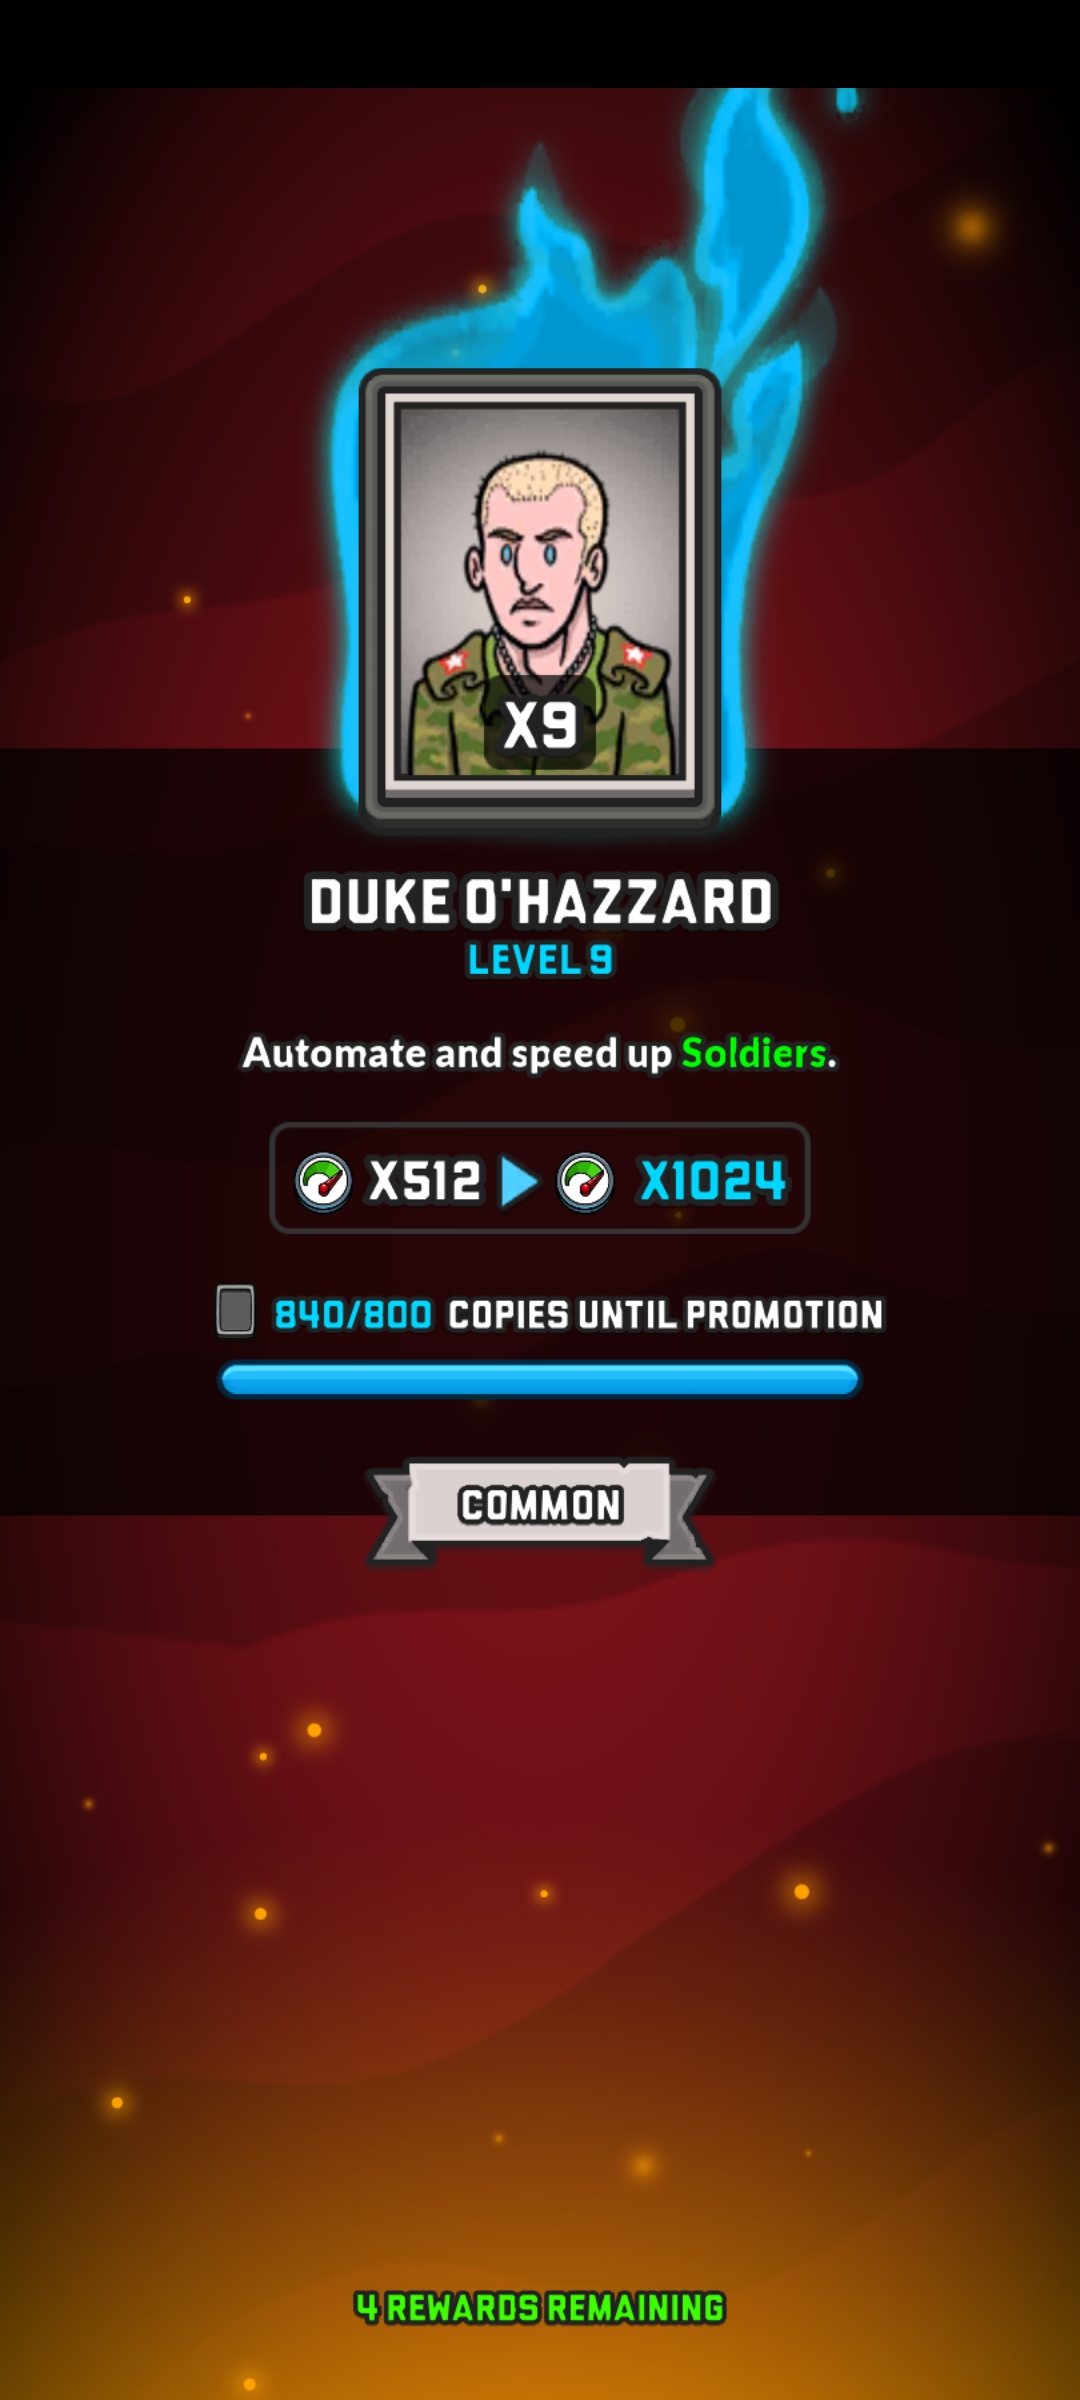 X9
DUKE O'HAZZARD
LEVEL 9
Automate and speed up Soldiers.
X512 X1024
840/800 COPIES UNTIL PROMOTION
COMMON
4 REWARDS REMAINING